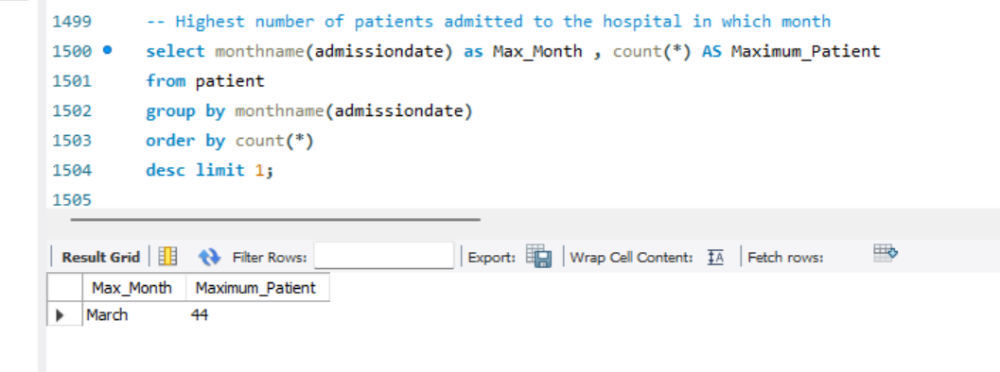 1499 -- Highest number of patients admitted to the hospital in which month
1500 select monthname(admissiondate) as Max_Month , count(*) AS Maximum_Patient
1501 from patient
1502 group by monthname(admissiondate)
1503 order by count(*)
1504 desc limit 1;
1505
Result Grid Filter Rows: Export: Wrap Cell Content: IA Fetch rows:
Max_Month Maximum_Patient
March 44